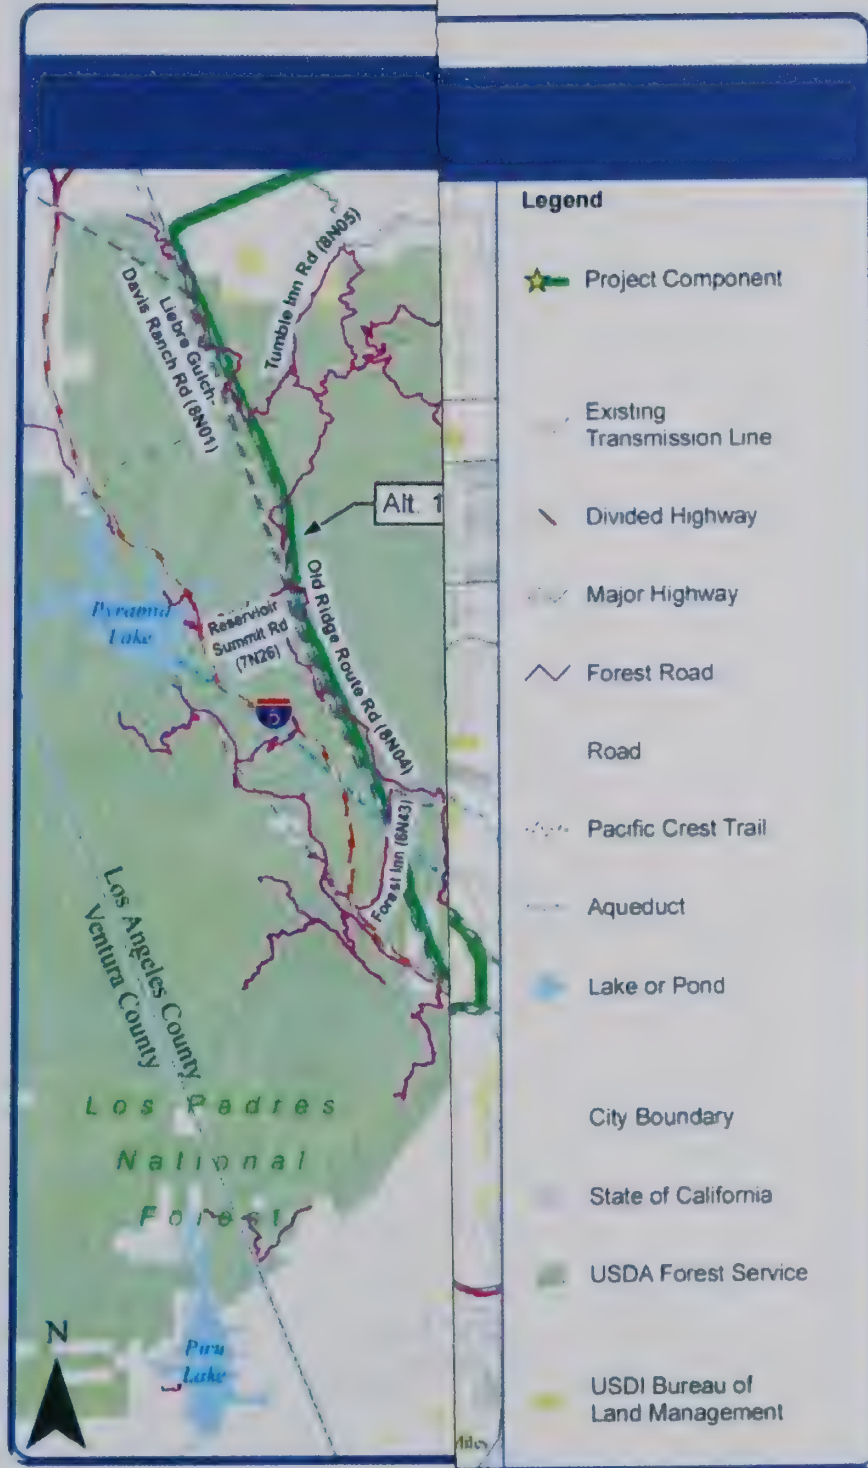 Tumble Inn Rd (8N05)
Liebre Gulch-
Davis Ranch Rd (8N01)
Alt. 1
Old Ridge Route Rd (8N04)
Pyramid
Lake
Reservoir
Summit Rd
(7N26)
5
Forest Inn (6N43)
Los Angeles County
Ventura County
Los Padres
National
Forest
N
Piru
Lake
Miles
Legend
Project Component
Existing
Transmission Line
Divided Highway
Major Highway
Forest Road
Road
Pacific Crest Trail
Aqueduct
Lake or Pond
City Boundary
State of California
USDA Forest Service
USDI Bureau of
Land Management